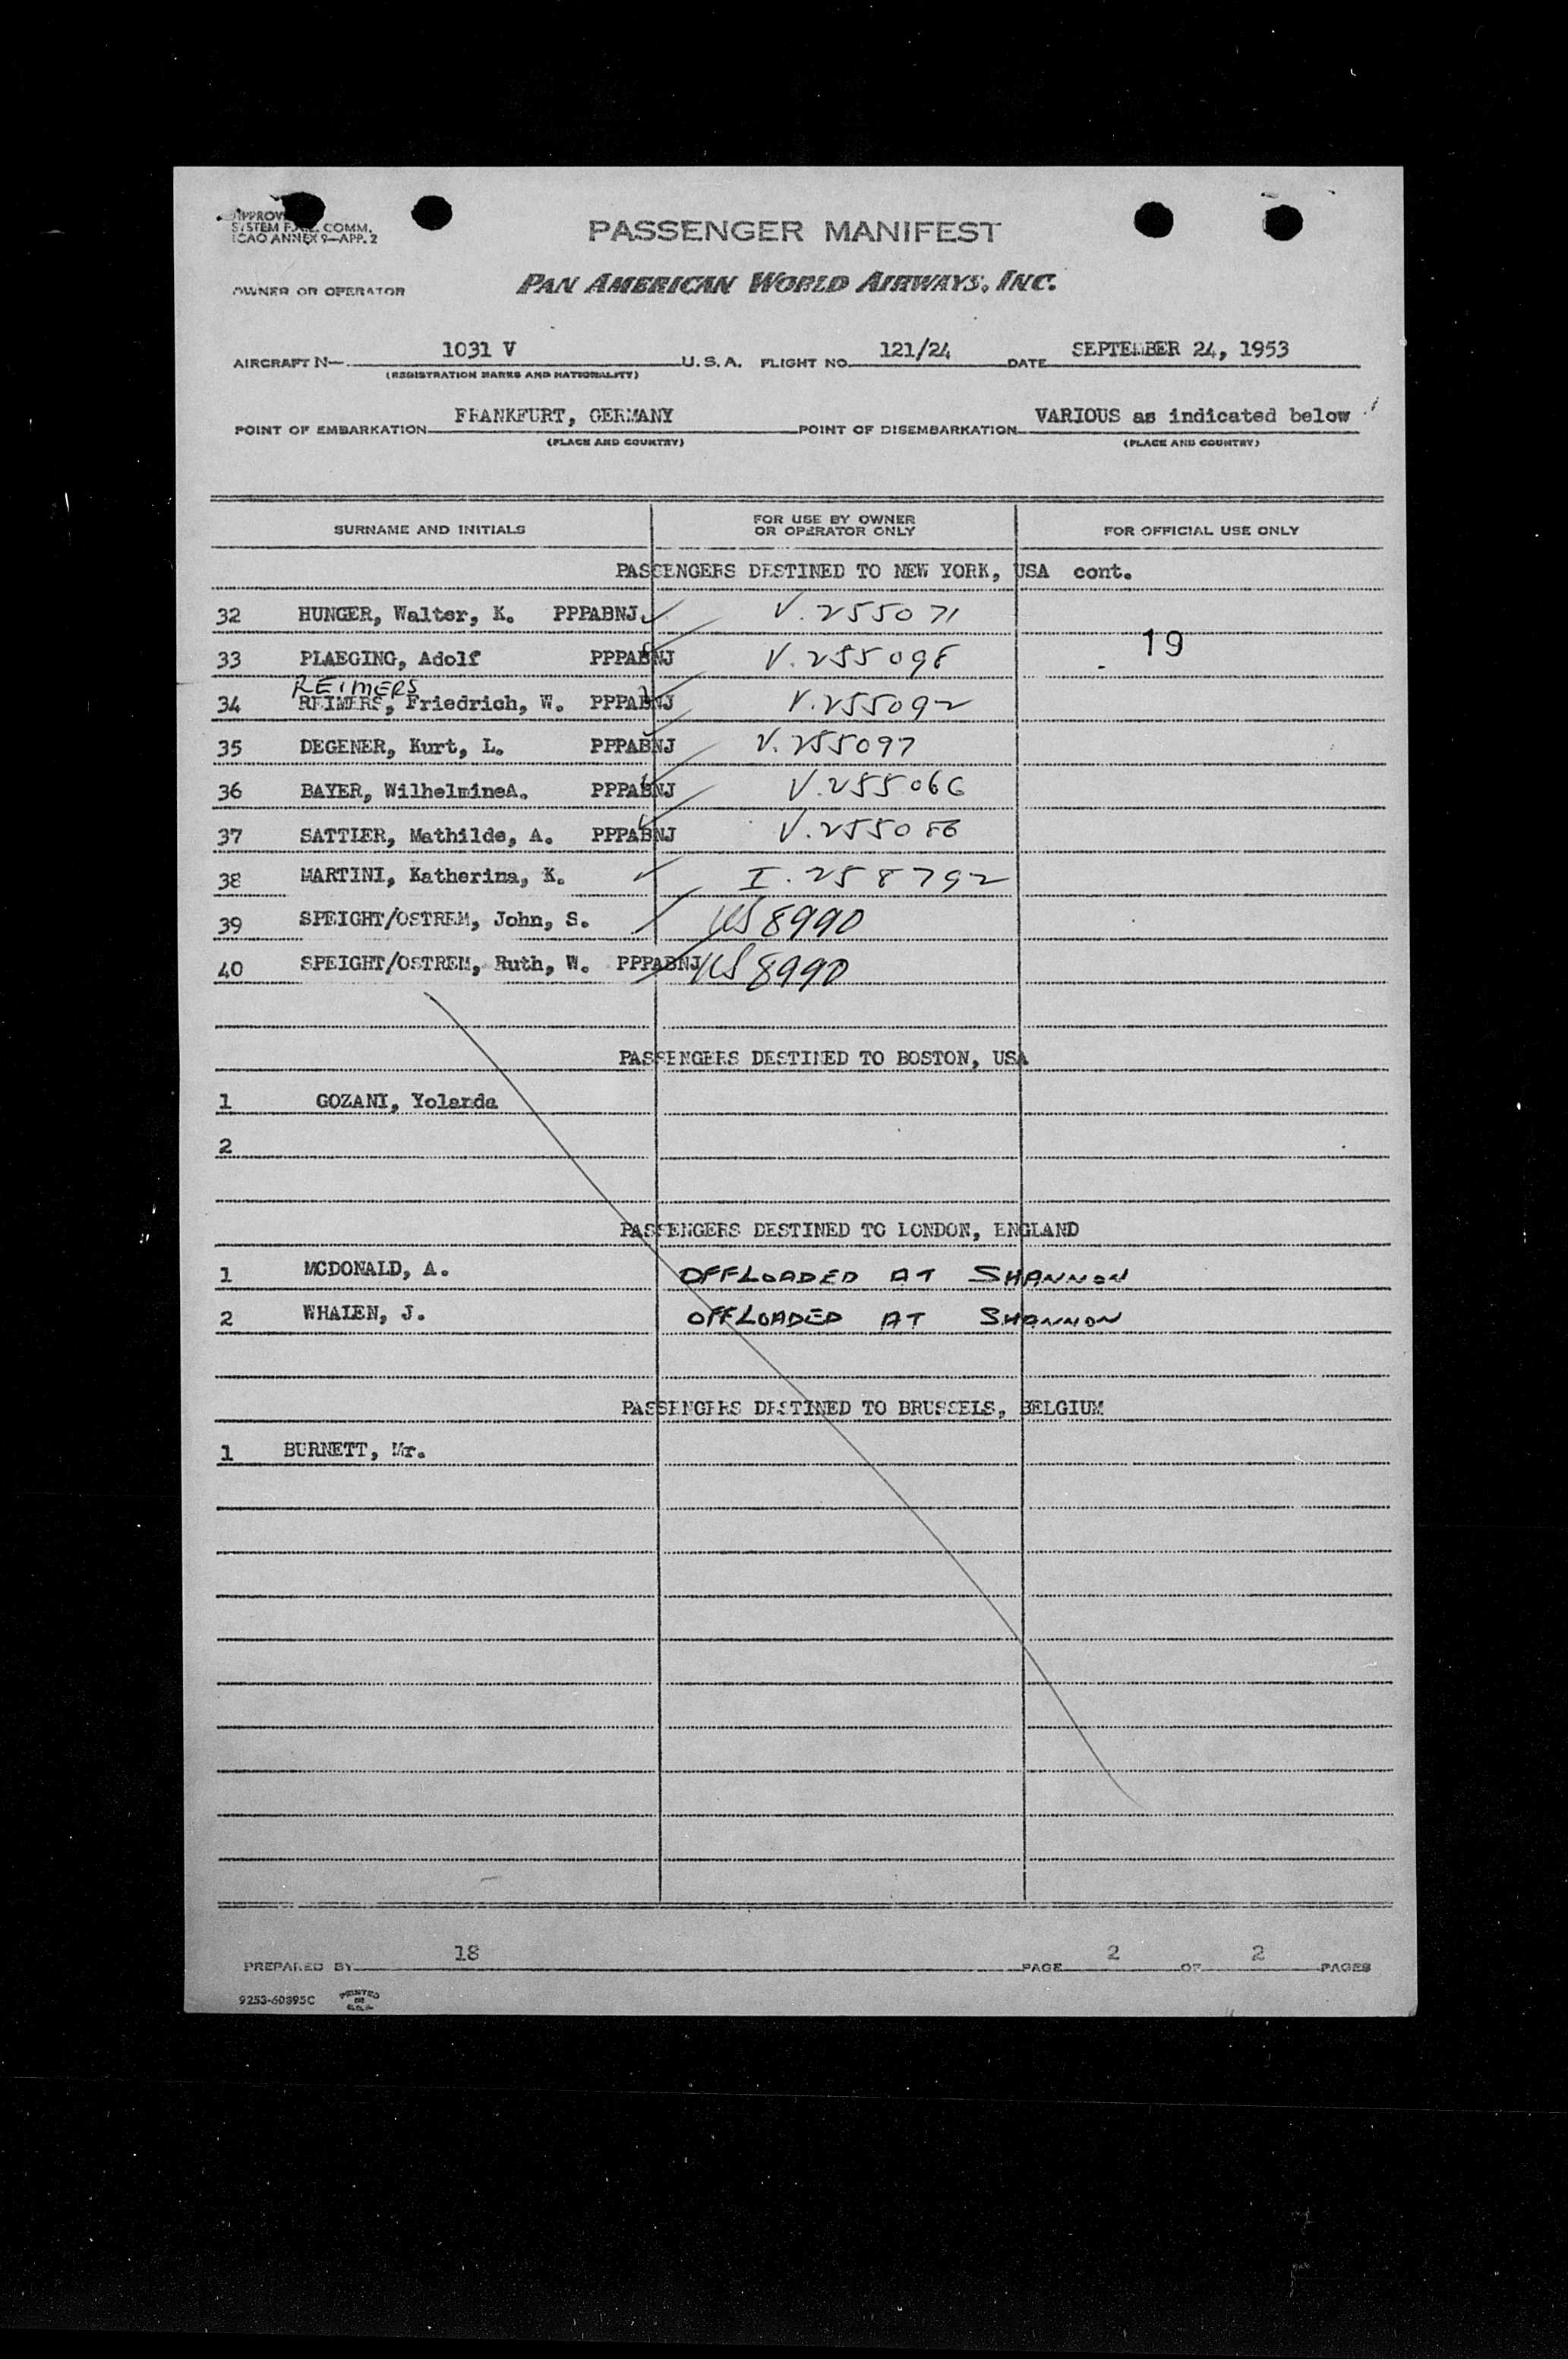 APPROV
SYSTEM F.A.L. COMM.
ICAO ANNEX 9—APP. 2
PASSENGER MANIFEST
OWNER OR OPERATOR PAN AMERICAN WORLD AIRWAYS, INC.
AIRCRAFT N— 1031 V U.S.A. FLIGHT NO 121/24 DATE SEPTEMBER 24, 1953
(REGISTRATION MARKS AND NATIONALITY)
POINT OF EMBARKATION FRANKFURT, GERMANY POINT OF DISEMBARKATION VARIOUS as indicated below
(PLACE AND COUNTRY) (PLACE AND COUNTRY)
SURNAME AND INITIALS FOR USE BY OWNER OR OPERATOR ONLY FOR OFFICIAL USE ONLY
PASSENGERS DESTINED TO NEW YORK, USA cont.
32 HUNGER, Walter, K. PPPABNJ V.255071
19
33 PLAEGING, Adolf PPPABNJ V.255098
REIMERS
34 REIMERS, Friedrich, W. PPPABNJ V.255092
35 DEGENER, Kurt, L. PPPABNJ V.255097
36 BAYER, WilhelmineA. PPPABNJ V.255066
37 SATTLER, Mathilde, A. PPPABNJ V.255086
38 MARTINI, Katherina, K. I.258792
39 SPEIGHT/OSTREM, John, S. US 8990
40 SPEIGHT/OSTREM, Ruth, W. PPPABNJ US 8990
PASSENGERS DESTINED TO BOSTON, USA
1 GOZANI, Yolanda
2
PASSENGERS DESTINED TO LONDON, ENGLAND
1 MCDONALD, A. OFFLOADED AT SHANNON
2 WHALEN, J. OFFLOADED AT SHANNON
PASSENGERS DESTINED TO BRUSSELS, BELGIUM
1 BURNETT, Mr.
PREPARED BY 18 PAGE 2 OF 2 PAGES
9253-60895C PRINTED IN U.S.A.